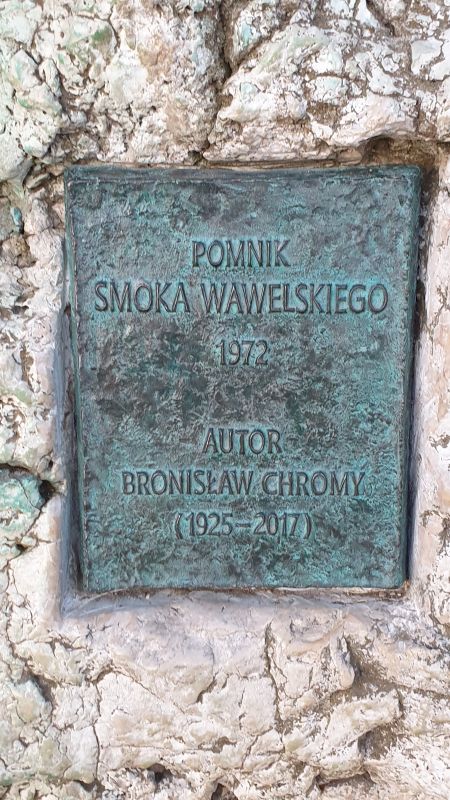 POMNIK
SMOKA WAWELSKIEGO
1972
AUTOR
BRONISŁAW CHROMY
(1925–2017)